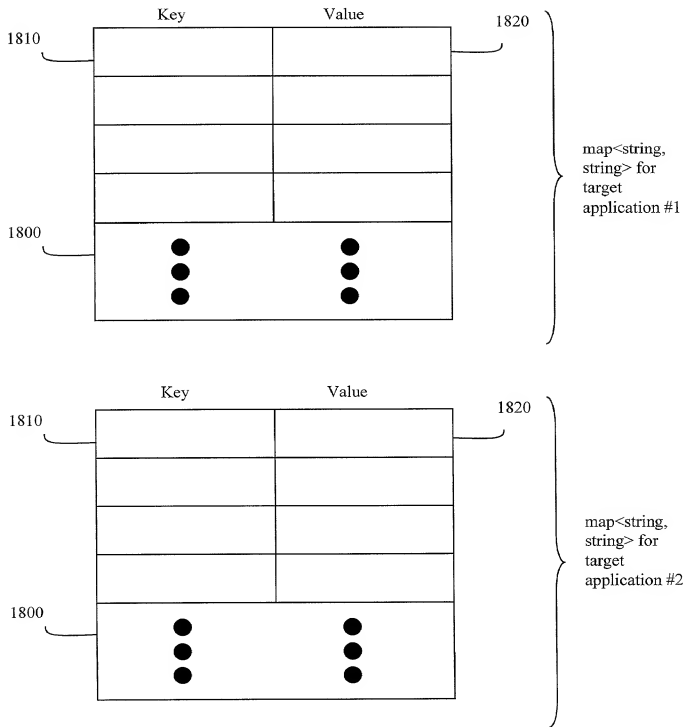 Key Value
1810
1820
map<string,
string> for
target
application #1
1800
Key Value
1810
1820
map<string,
string> for
target
application #2
1800